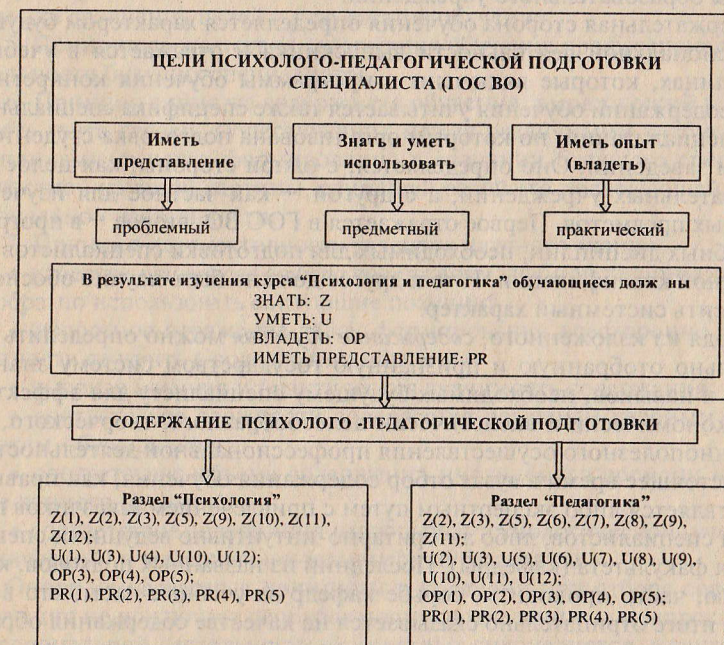 ЦЕЛИ ПСИХОЛОГО-ПЕДАГОГИЧЕСКОЙ ПОДГОТОВКИ
СПЕЦИАЛИСТА (ГОС ВО)
Иметь
представление
Знать и уметь
использовать
Иметь опыт
(владеть)
проблемный
предметный
практический
В результате изучения курса “Психология и педагогика” обучающиеся должны
ЗНАТЬ: Z
УМЕТЬ: U
ВЛАДЕТЬ: OP
ИМЕТЬ ПРЕДСТАВЛЕНИЕ: PR
СОДЕРЖАНИЕ ПСИХОЛОГО -ПЕДАГОГИЧЕСКОЙ ПОДГОТОВКИ
Раздел “Психология”
Z(1), Z(2), Z(3), Z(5), Z(9), Z(10), Z(11),
Z(12);
U(1), U(3), U(4), U(10), U(12);
OP(3), OP(4), OP(5);
PR(1), PR(2), PR(3), PR(4), PR(5)
Раздел “Педагогика”
Z(2), Z(3), Z(5), Z(6), Z(7), Z(8), Z(9),
Z(11);
U(2), U(3), U(5), U(6), U(7), U(8), U(9),
U(10), U(11), U(12);
OP(1), OP(2), OP(3), OP(4), OP(5);
PR(1), PR(2), PR(3), PR(4), PR(5)